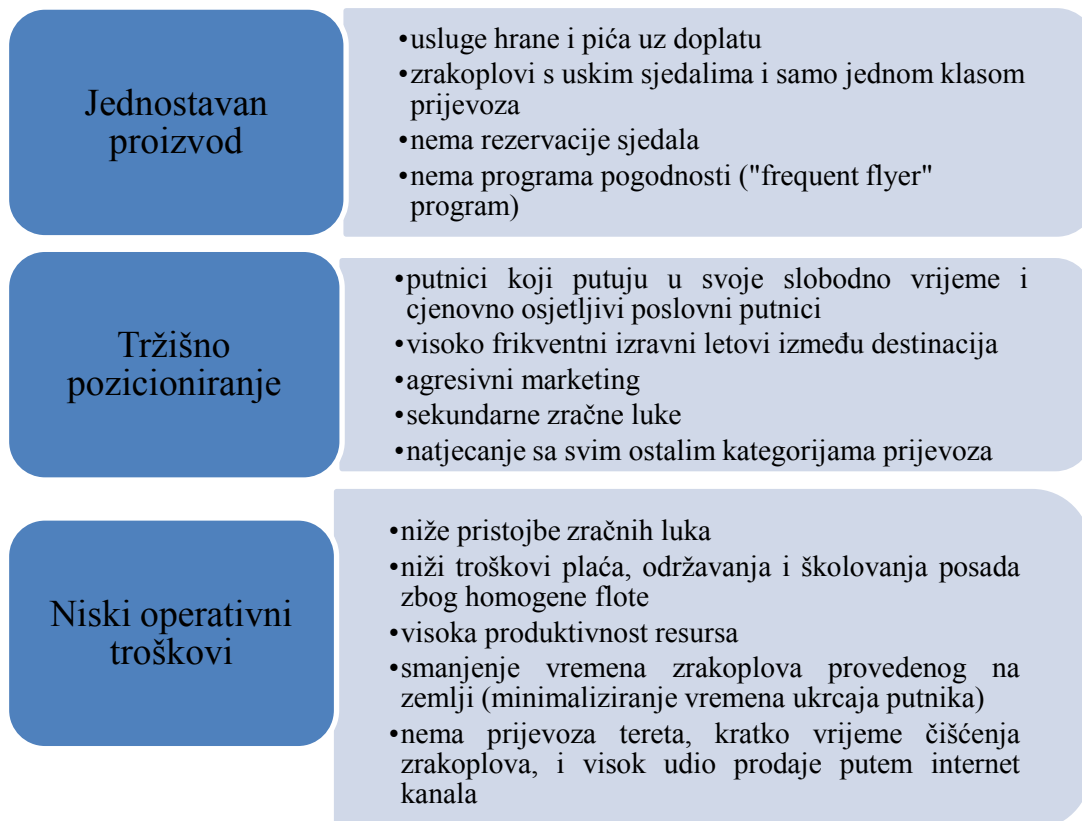 Jednostavan
proizvod
•usluge hrane i pića uz doplatu
•zrakoplovi s uskim sjedalima i samo jednom klasom
prijevoza
•nema rezervacije sjedala
•nema programa pogodnosti ("frequent flyer"
program)
Tržišno
pozicioniranje
•putnici koji putuju u svoje slobodno vrijeme i
cjenovno osjetljivi poslovni putnici
•visoko frikventni izravni letovi između destinacija
•agresivni marketing
•sekundarne zračne luke
•natjecanje sa svim ostalim kategorijama prijevoza
Niski operativni
troškovi
•niže pristojbe zračnih luka
•niži troškovi plaća, održavanja i školovanja posada
zbog homogene flote
•visoka produktivnost resursa
•smanjenje vremena zrakoplova provedenog na
zemlji (minimaliziranje vremena ukrcaja putnika)
•nema prijevoza tereta, kratko vrijeme čišćenja
zrakoplova, i visok udio prodaje putem internet
kanala